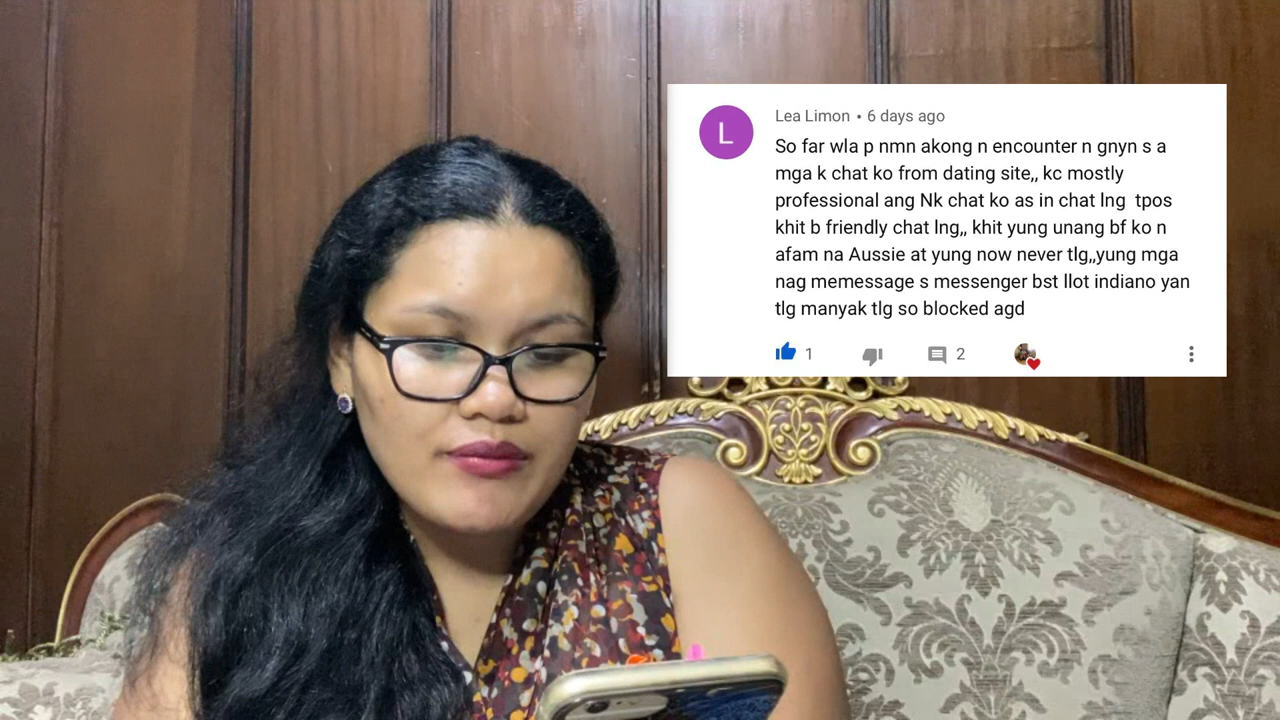 L
Lea Limon • 6 days ago
So far wla p nmn akong n encounter n gnyn s a
mga k chat ko from dating site,, kc mostly
professional ang Nk chat ko as in chat lng tpos
khit b friendly chat lng,, khit yung unang bf ko n
afam na Aussie at yung now never tlg,,yung mga
nag memessage s messenger bst llot indiano yan
tlg manyak tlg so blocked agd
1
2